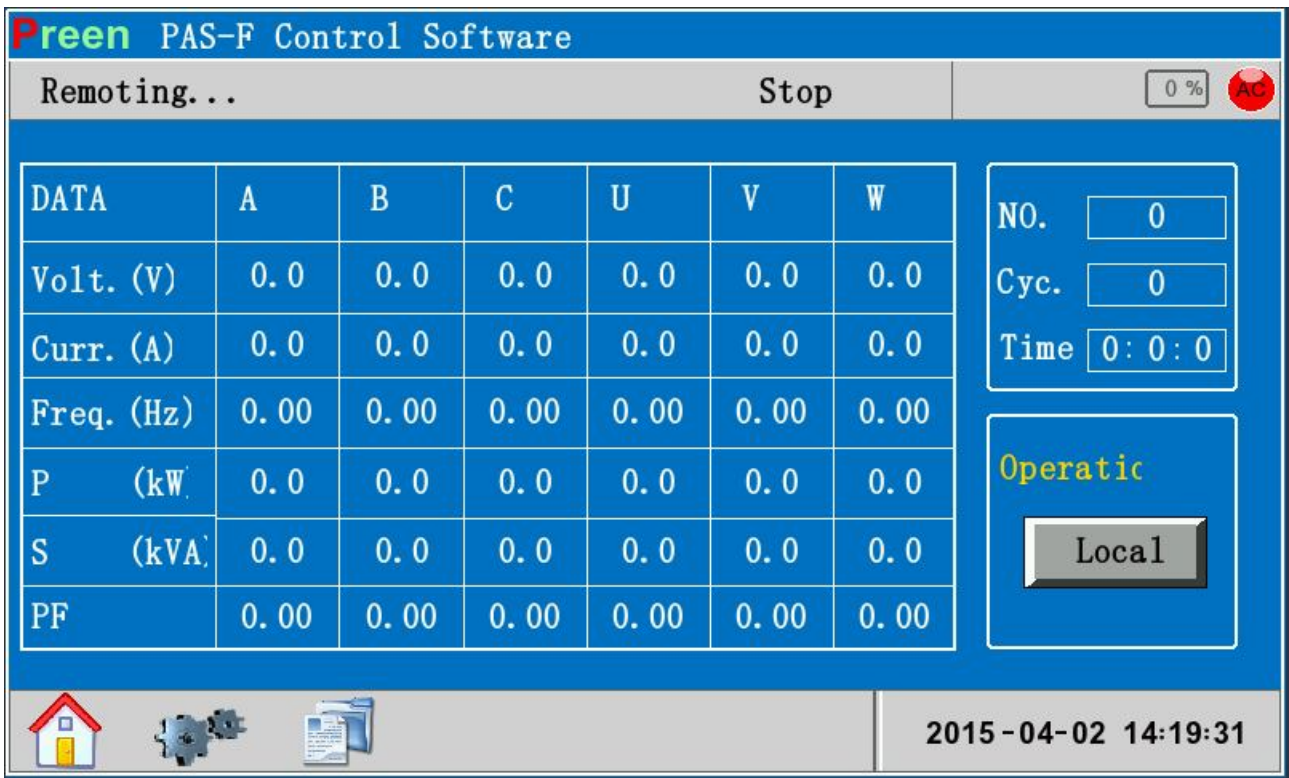 Preen PAS-F Control Software
Remoting... Stop 0 % AC
DATA A B C U V W
Volt. (V) 0.0 0.0 0.0 0.0 0.0 0.0
Curr. (A) 0.0 0.0 0.0 0.0 0.0 0.0
Freq. (Hz) 0.00 0.00 0.00 0.00 0.00 0.00
P (kW 0.0 0.0 0.0 0.0 0.0 0.0
S (kVA) 0.0 0.0 0.0 0.0 0.0 0.0
PF 0.00 0.00 0.00 0.00 0.00 0.00
NO. 0
Cyc. 0
Time 0:0:0
Operatic
Local
2015-04-02 14:19:31